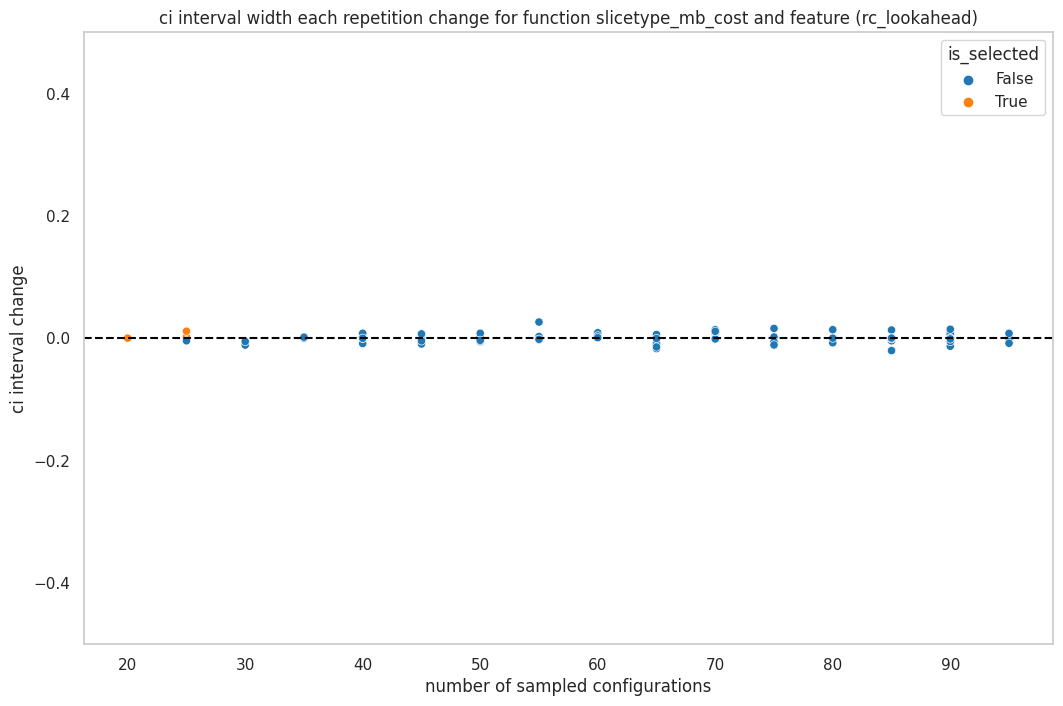 ci interval width each repetition change for function slicetype_mb_cost and feature (rc_lookahead)
is_selected
False
True
ci interval change
0.4
0.2
0.0
−0.2
−0.4
20 30 40 50 60 70 80 90
number of sampled configurations